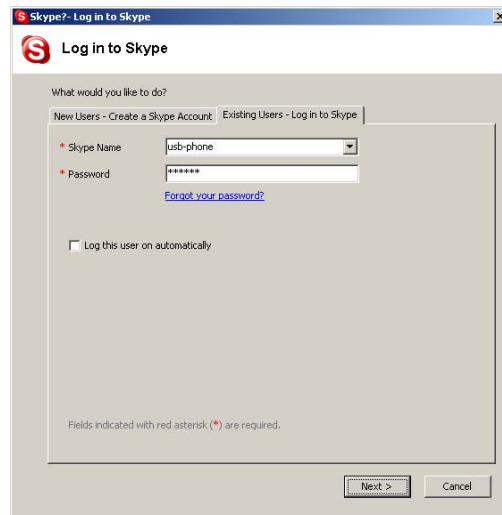 Skype?- Log in to Skype
Log in to Skype
What would you like to do?
New Users - Create a Skype Account Existing Users - Log in to Skype
* Skype Name usb-phone
* Password ******
Forgot your password?
Log this user on automatically
Fields indicated with red asterisk (*) are required.
Next > Cancel